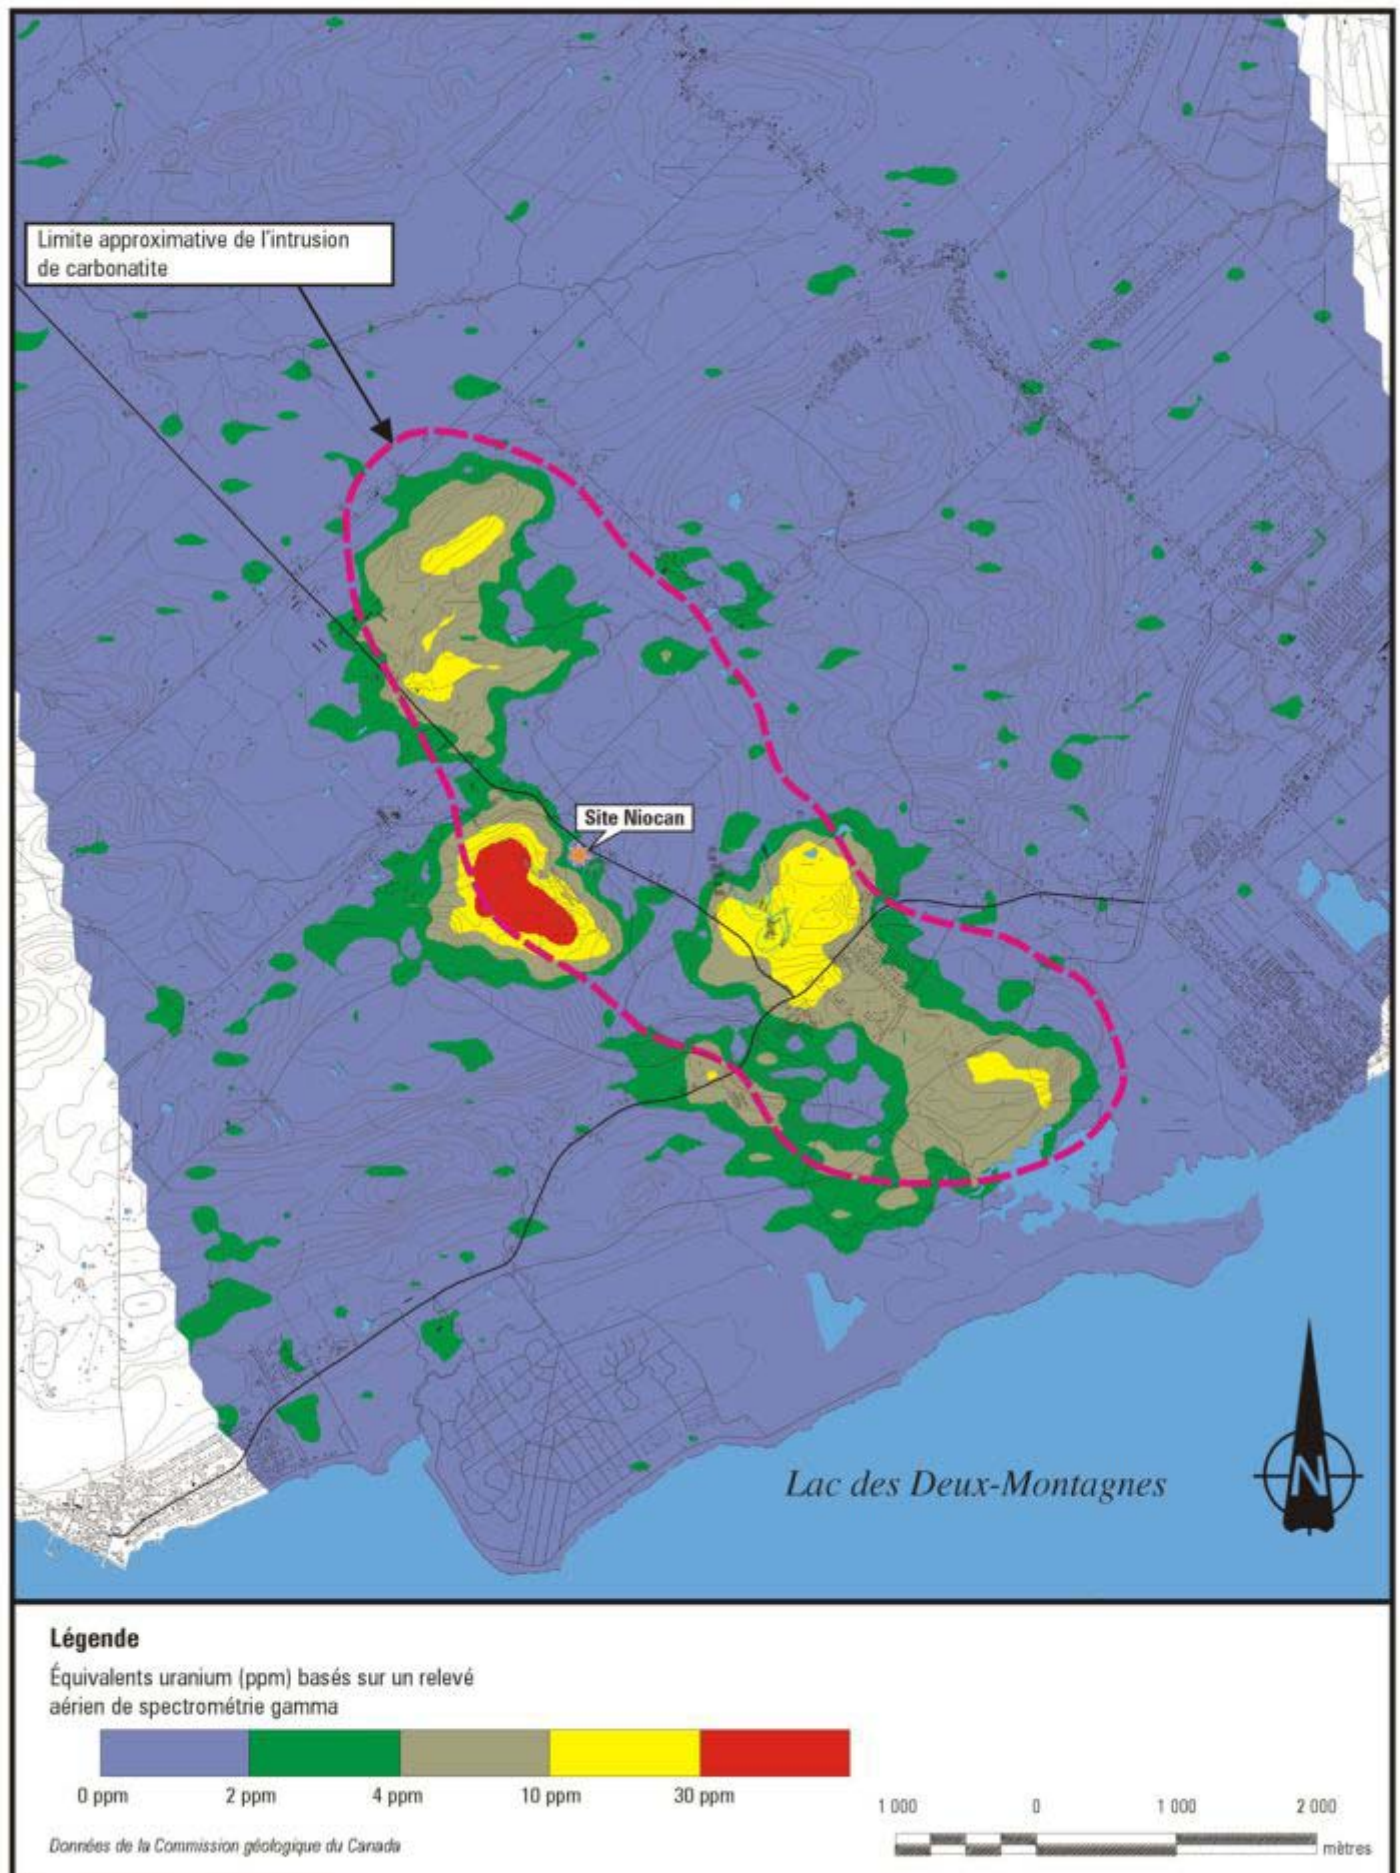 Limite approximative de l'intrusion
de carbonatite
Site Niocan
Lac des Deux-Montagnes
N
Légende
Équivalents uranium (ppm) basés sur un relevé
aérien de spectrométrie gamma
0 ppm 2 ppm 4 ppm 10 ppm 30 ppm
Données de la Commission géologique du Canada
1 000 0 1 000 2 000
mètres